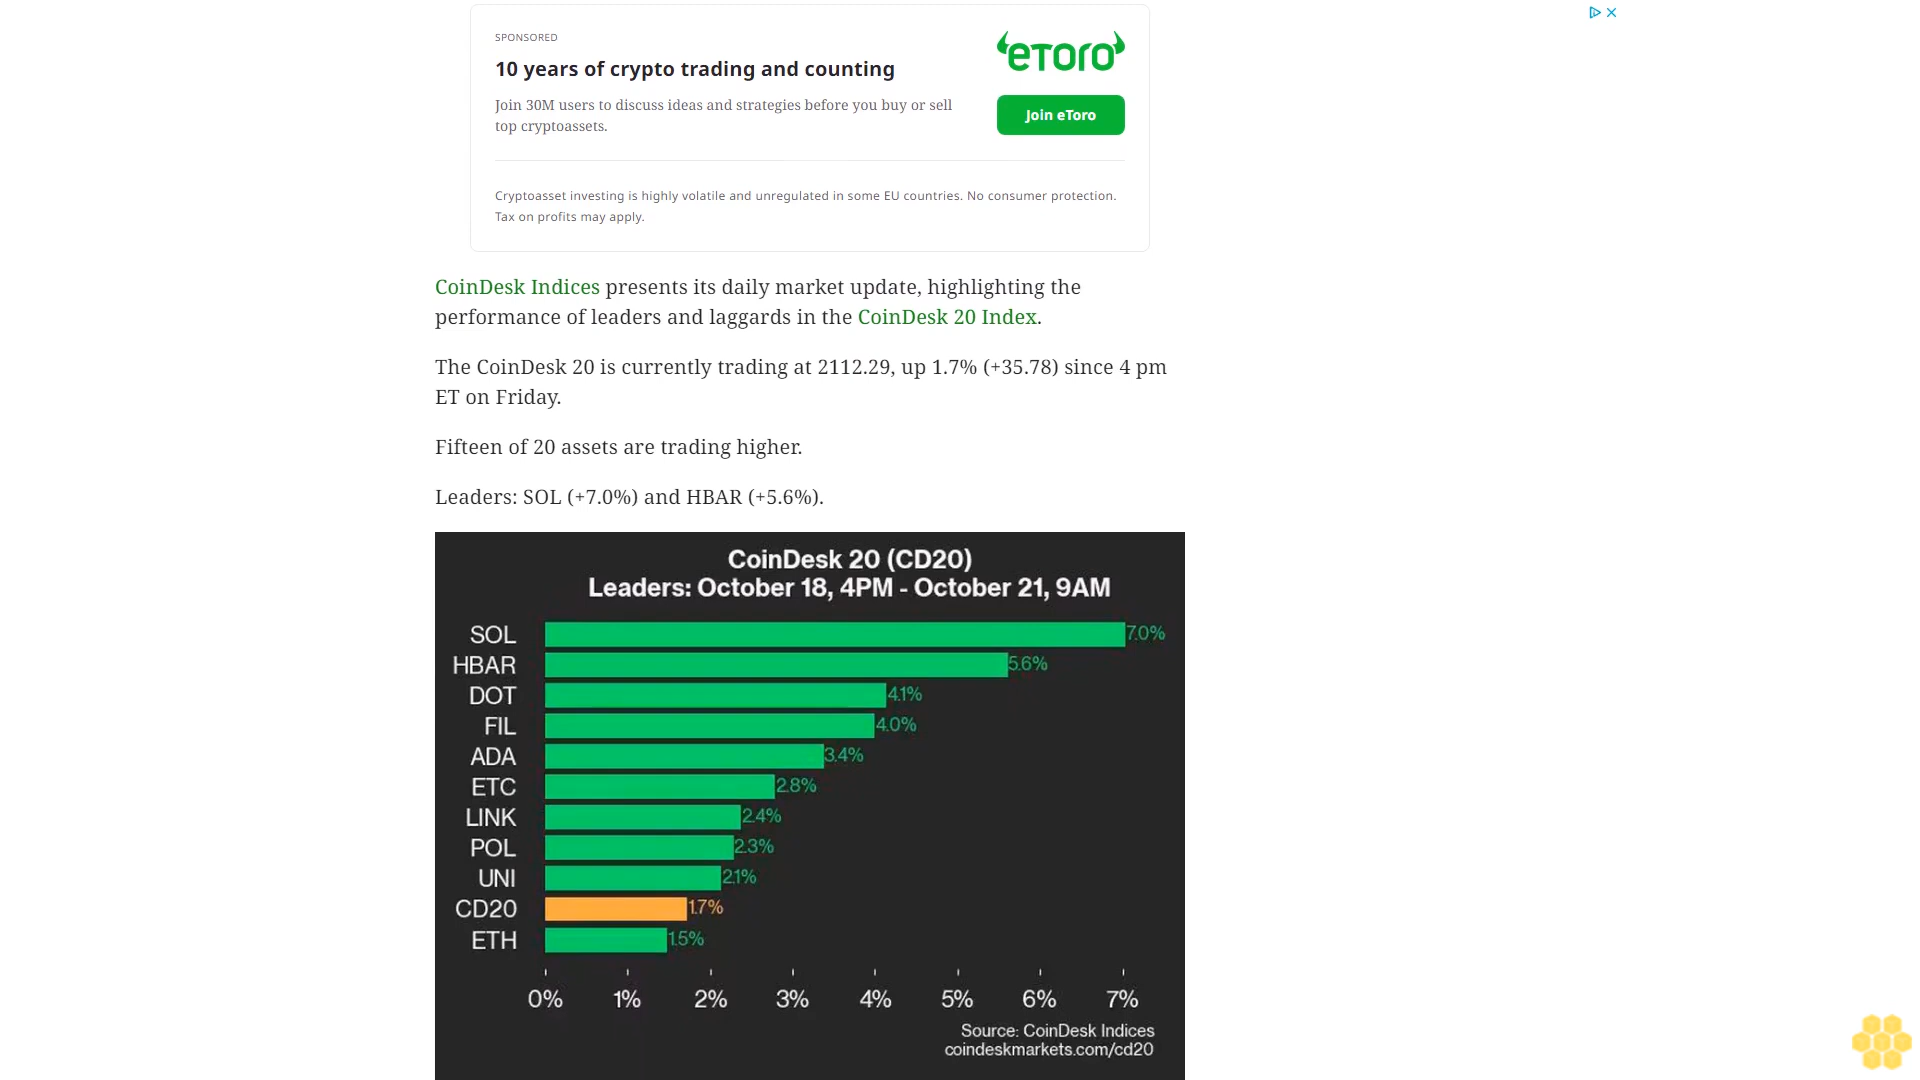 SPONSORED
10 years of crypto trading and counting
Join 30M users to discuss ideas and strategies before you buy or sell
top cryptoassets.
eToro
Join eToro
Cryptoasset investing is highly volatile and unregulated in some EU countries. No consumer protection.
Tax on profits may apply.
CoinDesk Indices presents its daily market update, highlighting the
performance of leaders and laggards in the CoinDesk 20 Index.
The CoinDesk 20 is currently trading at 2112.29, up 1.7% (+35.78) since 4 pm
ET on Friday.
Fifteen of 20 assets are trading higher.
Leaders: SOL (+7.0%) and HBAR (+5.6%).
CoinDesk 20 (CD20)
Leaders: October 18, 4PM - October 21, 9AM
SOL 7.0%
HBAR 5.6%
DOT 4.1%
FIL 4.0%
ADA 3.4%
ETC 2.8%
LINK 2.4%
POL 2.3%
UNI 2.1%
CD20 1.7%
ETH 1.5%
0% 1% 2% 3% 4% 5% 6% 7%
Source: CoinDesk Indices
coindeskmarkets.com/cd20